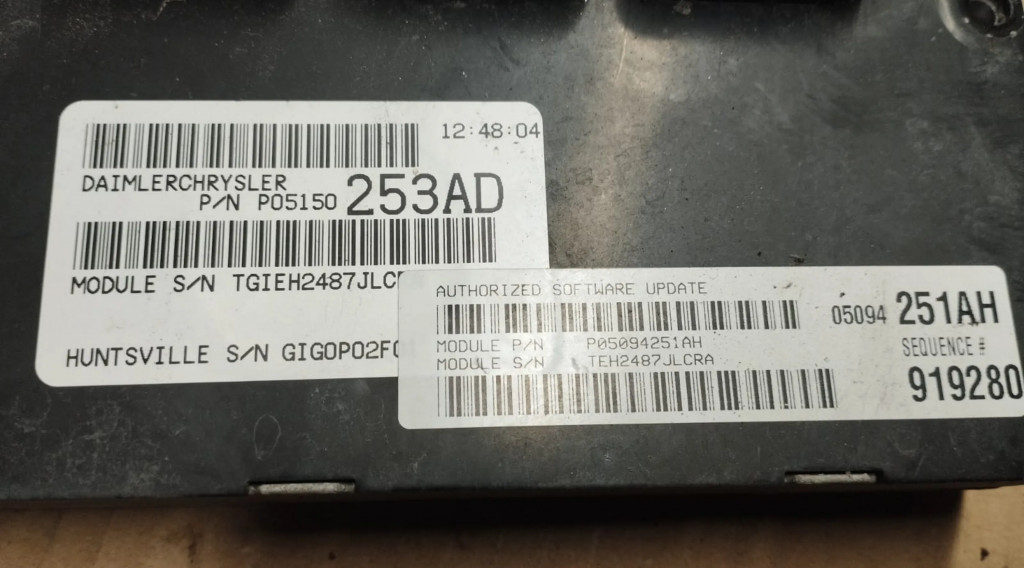 12:48:04
DAIMLERCHRYSLER
P/N P05150 253AD
MODULE S/N TGIEH2487JLC
HUNTSVILLE S/N GIG0P02F
AUTHORIZED SOFTWARE UPDATE
05094 251AH
MODULE P/N P05094251AH
MODULE S/N TEH2487JLCRA
SEQUENCE #
919280